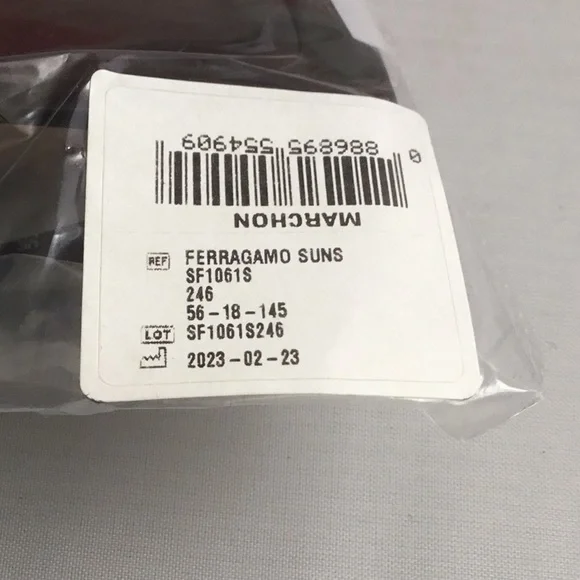 0 886895 554909
MARCHON
REF FERRAGAMO SUNS
SF1061S
246
56-18-145
LOT SF1061S246
2023-02-23